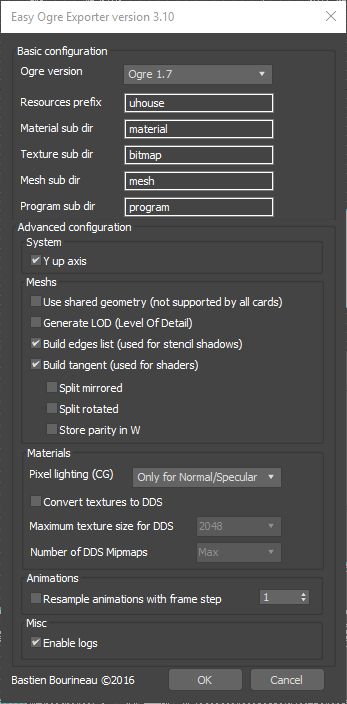 Easy Ogre Exporter version 3.10
Basic configuration
Ogre version Ogre 1.7
Resources prefix uhouse
Material sub dir material
Texture sub dir bitmap
Mesh sub dir mesh
Program sub dir program
Advanced configuration
System
Y up axis
Meshs
Use shared geometry (not supported by all cards)
Generate LOD (Level Of Detail)
Build edges list (used for stencil shadows)
Build tangent (used for shaders)
Split mirrored
Split rotated
Store parity in W
Materials
Pixel lighting (CG) Only for Normal/Specular
Convert textures to DDS
Maximum texture size for DDS 2048
Number of DDS Mipmaps Max
Animations
Resample animations with frame step 1
Misc
Enable logs
Bastien Bourineau ©2016 OK Cancel